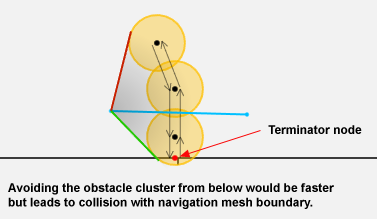 Terminator node
Avoiding the obstacle cluster from below would be faster
but leads to collision with navigation mesh boundary.